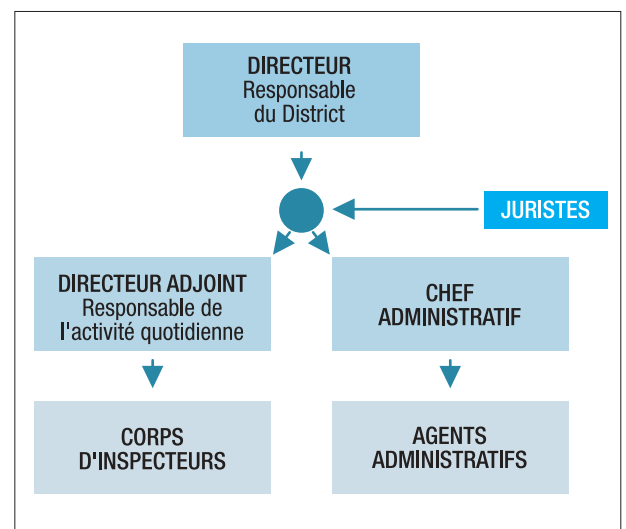 DIRECTEUR
Responsable
du District
JURISTES
DIRECTEUR ADJOINT
Responsable de
l'activité quotidienne
CHEF
ADMINISTRATIF
CORPS
D'INSPECTEURS
AGENTS
ADMINISTRATIFS